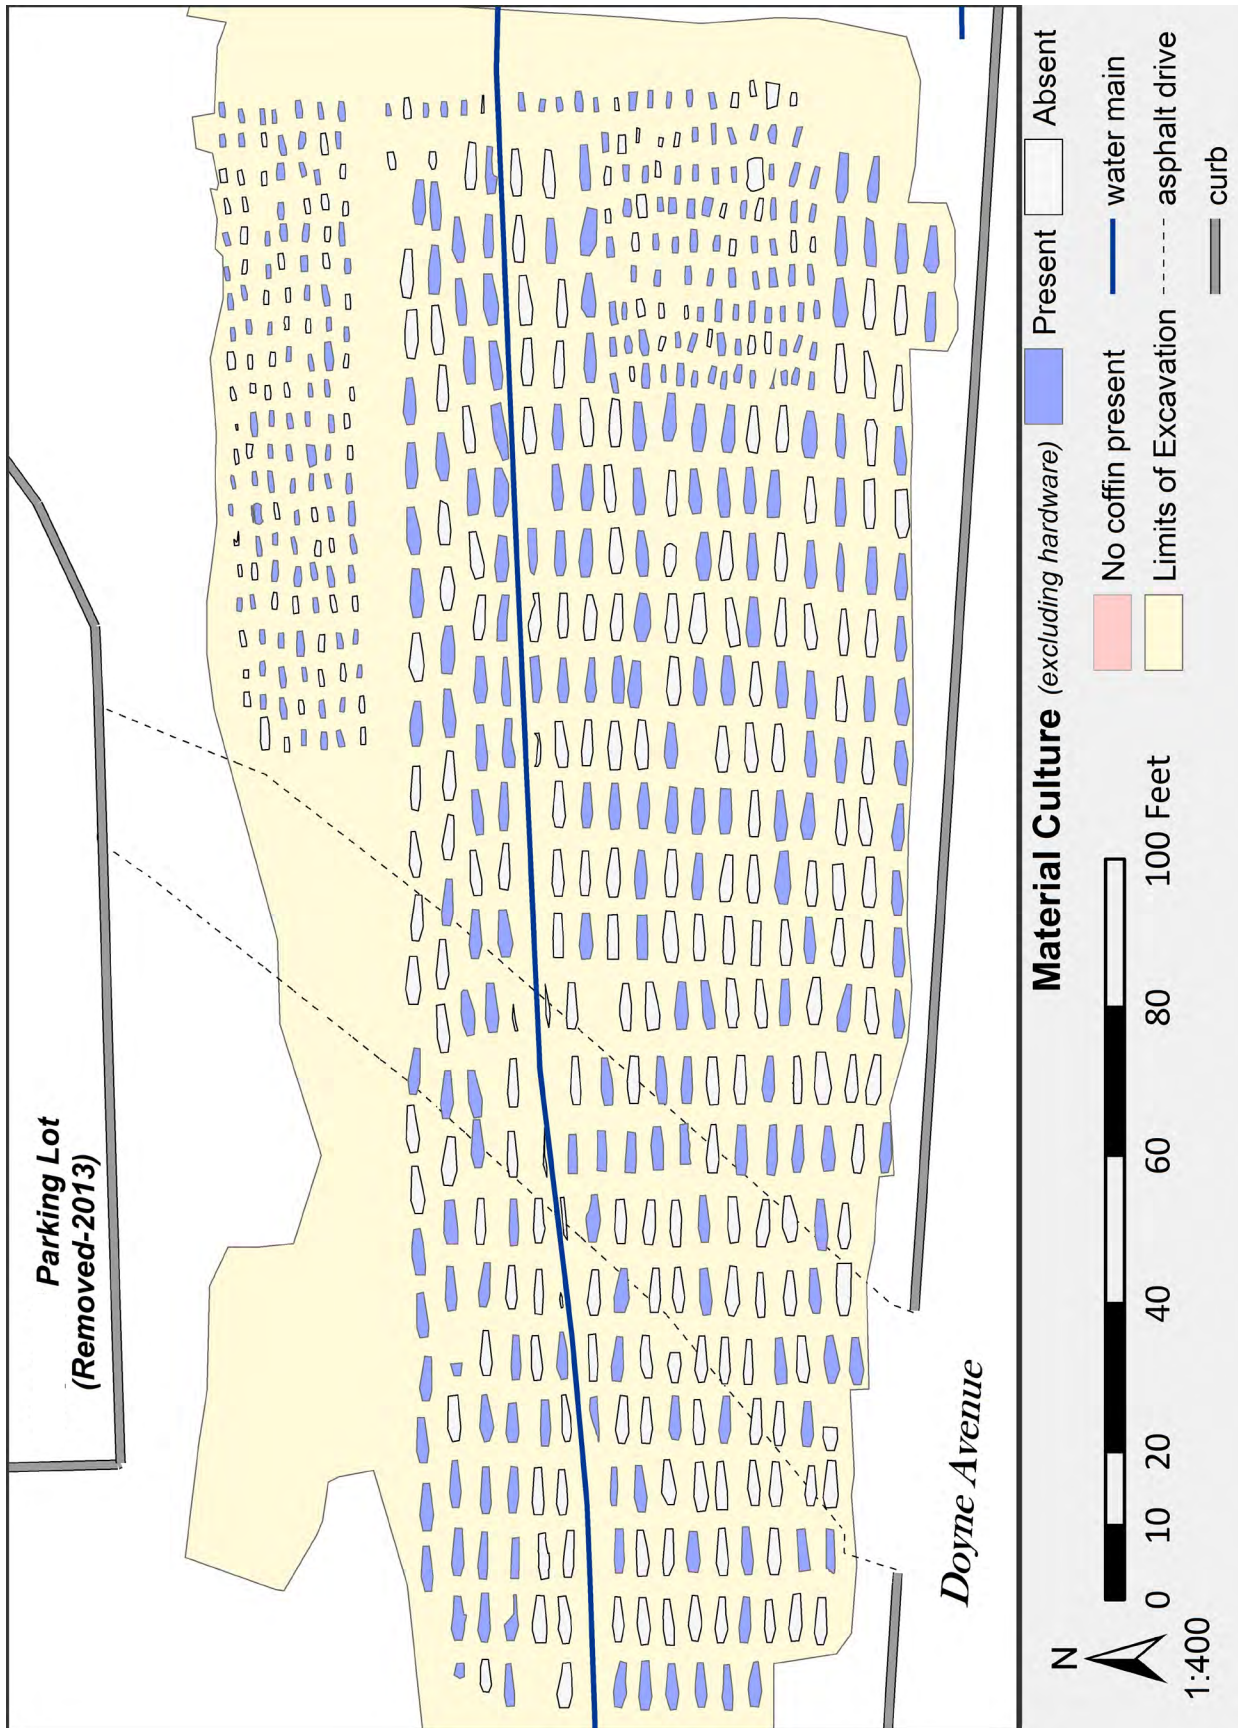 Parking Lot
(Removed-2013)
Doyne Avenue
Material Culture (excluding hardware)
Present
Absent
No coffin present
water main
Limits of Excavation
asphalt drive
curb
N
1:400
0 10 20 40 60 80 100 Feet